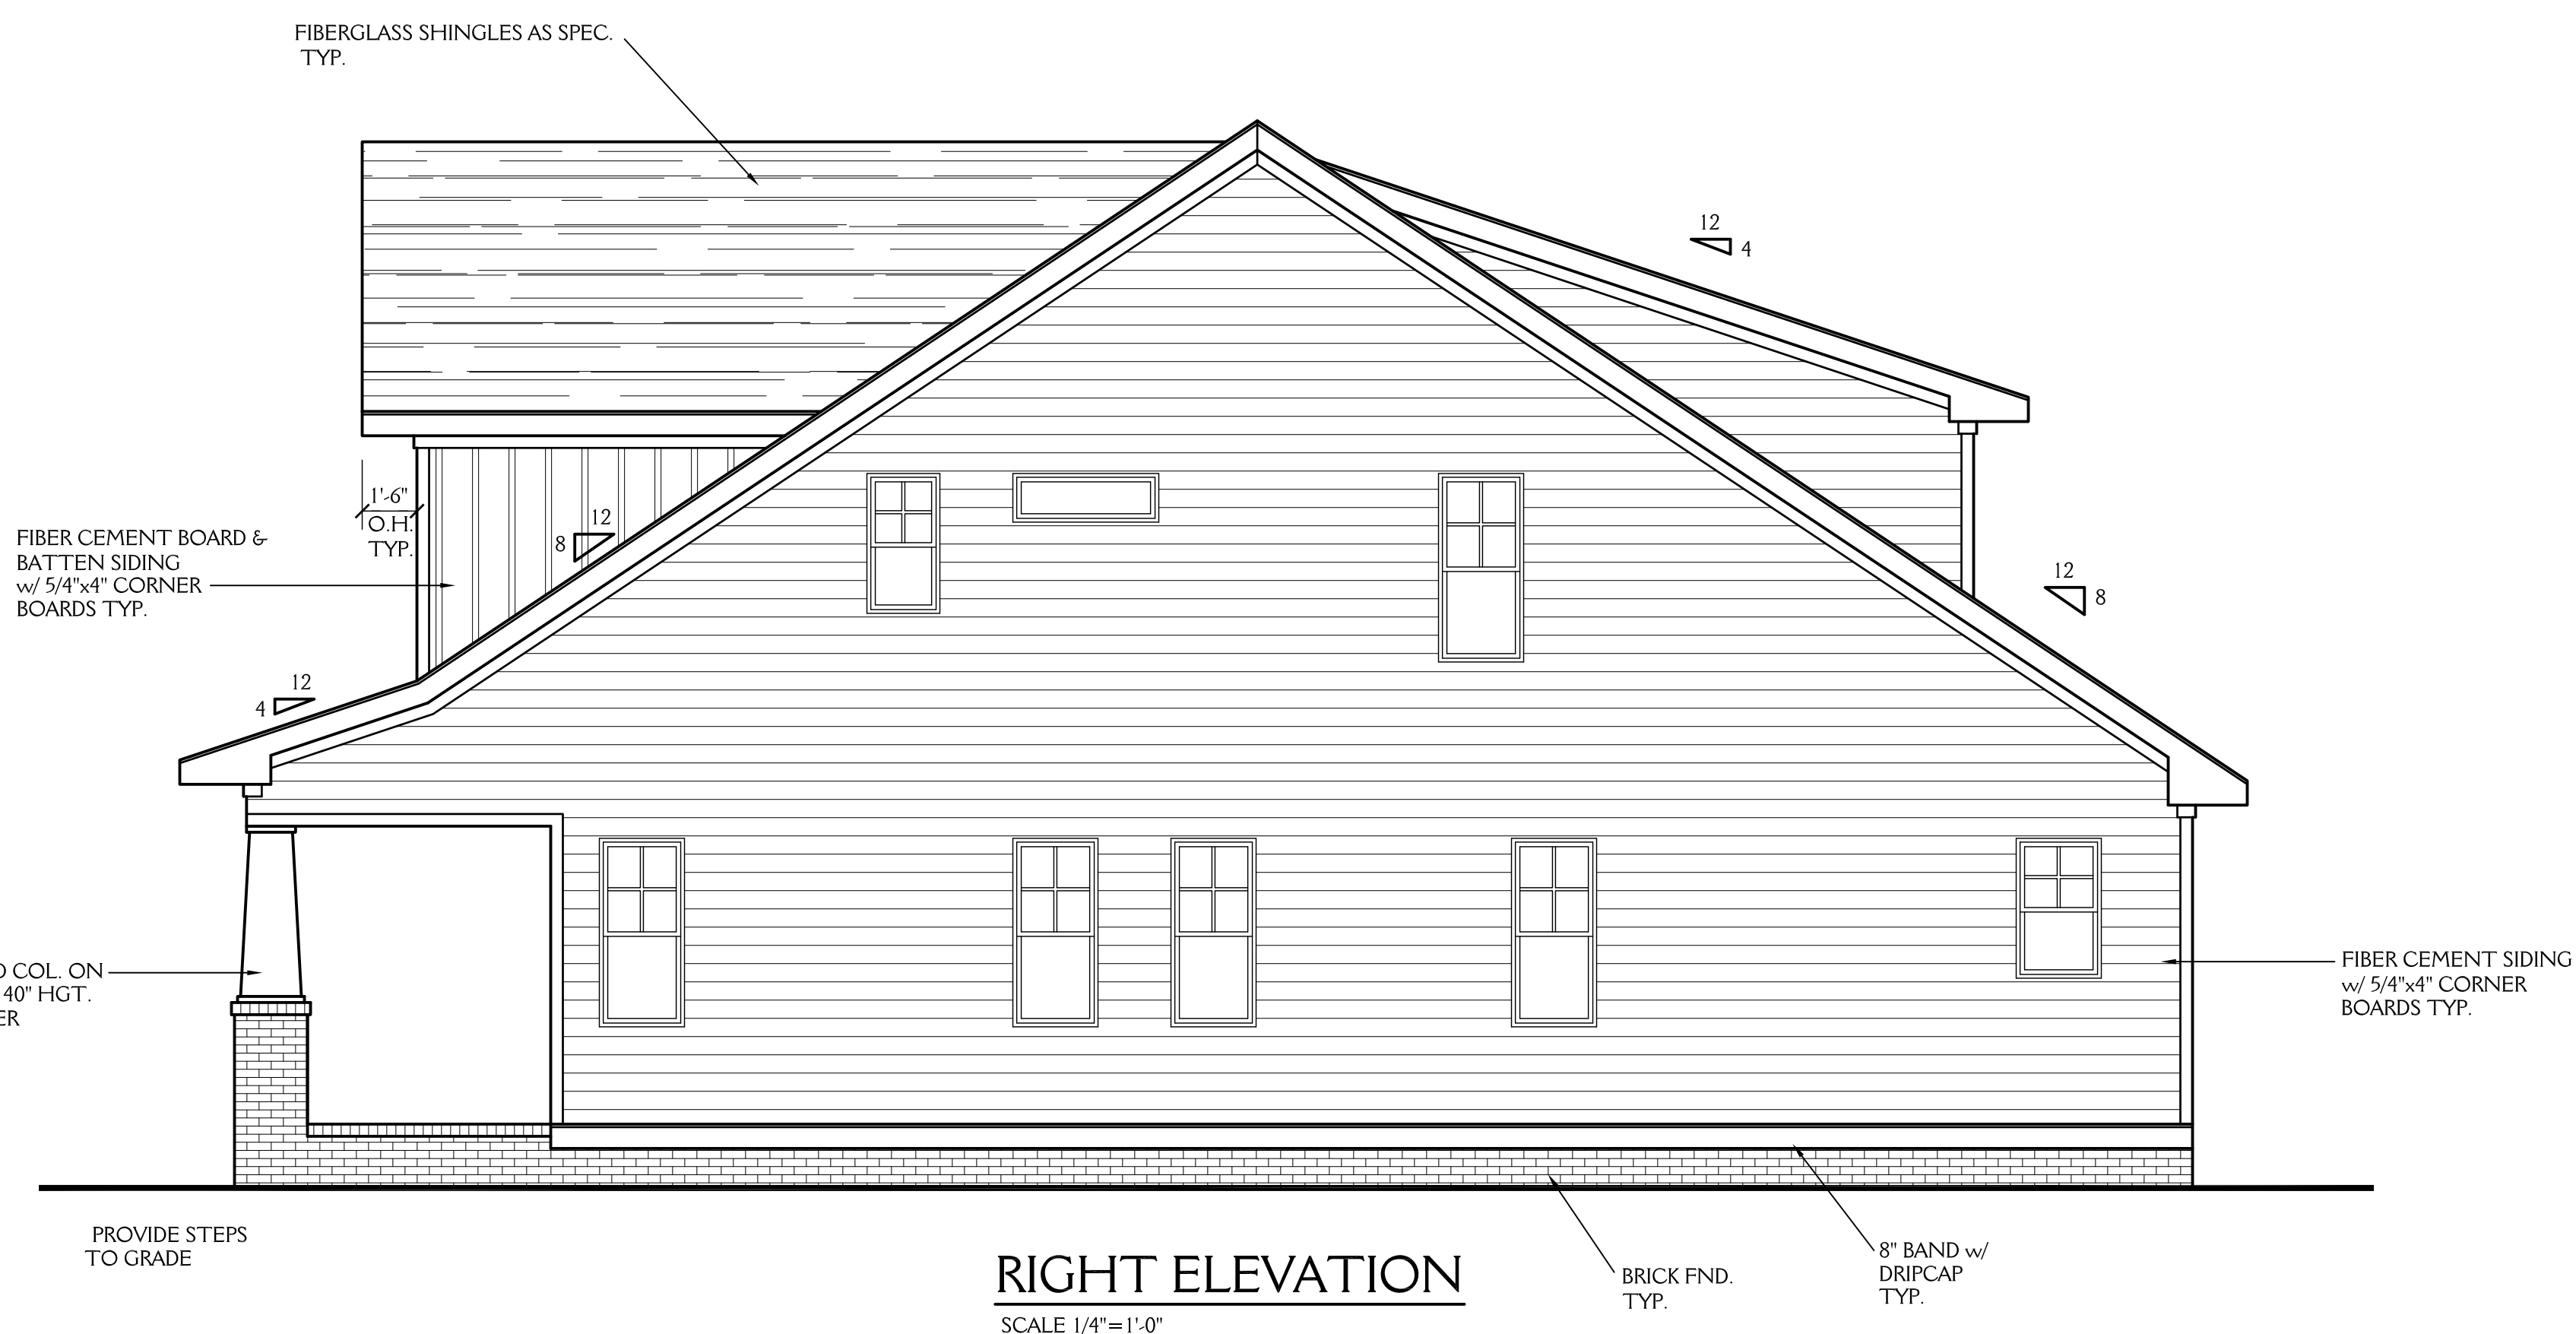 FIBERGLASS SHINGLES AS SPEC.
TYP.
12
4
1'-6"
O.H.
TYP.
12
8
FIBER CEMENT BOARD &
BATTEN SIDING
w/ 5/4"x4" CORNER
BOARDS TYP.
12
8
12
4
COL. ON
40" HGT.
FIBER CEMENT SIDING
w/ 5/4"x4" CORNER
BOARDS TYP.
PROVIDE STEPS
TO GRADE
8" BAND w/
DRIPCAP
TYP.
BRICK FND.
TYP.
RIGHT ELEVATION
SCALE 1/4"=1'-0"